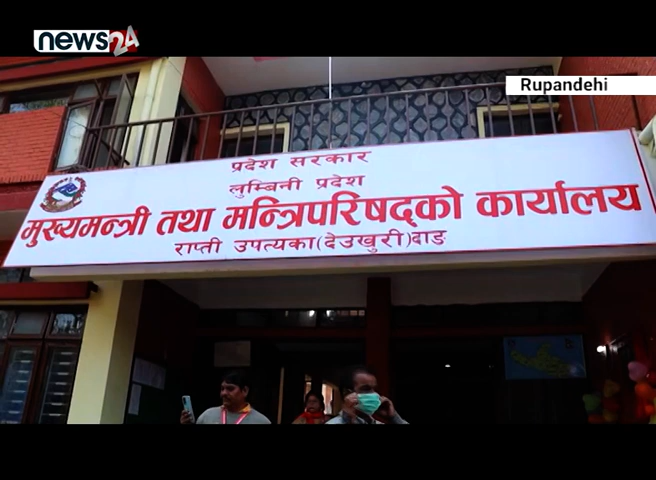 news24
Rupandehi
प्रदेश सरकार
लुम्बिनी प्रदेश
मुख्यमन्त्री तथा मन्त्रिपरिषद्को कार्यालय
राप्ती उपत्यका(देउखुरी)दाङ